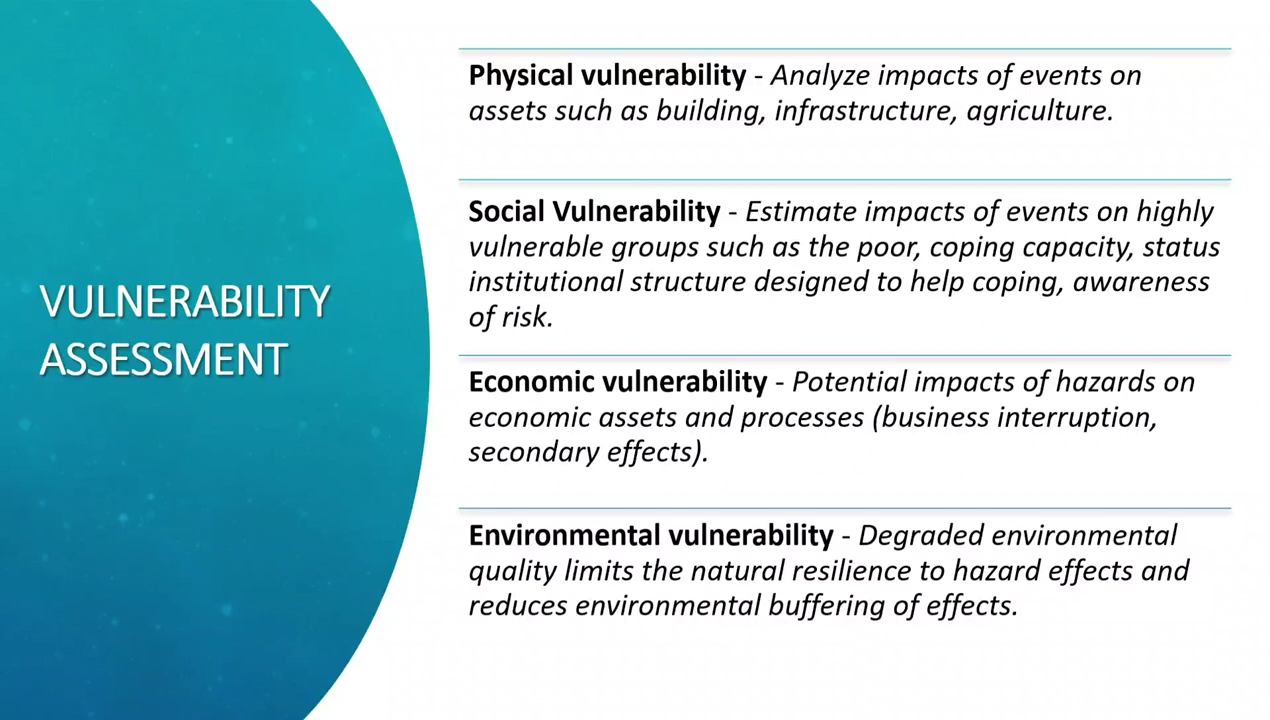 VULNERABILITY
ASSESSMENT
Physical vulnerability - Analyze impacts of events on
assets such as building, infrastructure, agriculture.
Social Vulnerability - Estimate impacts of events on highly
vulnerable groups such as the poor, coping capacity, status
institutional structure designed to help coping, awareness
of risk.
Economic vulnerability - Potential impacts of hazards on
economic assets and processes (business interruption,
secondary effects).
Environmental vulnerability - Degraded environmental
quality limits the natural resilience to hazard effects and
reduces environmental buffering of effects.